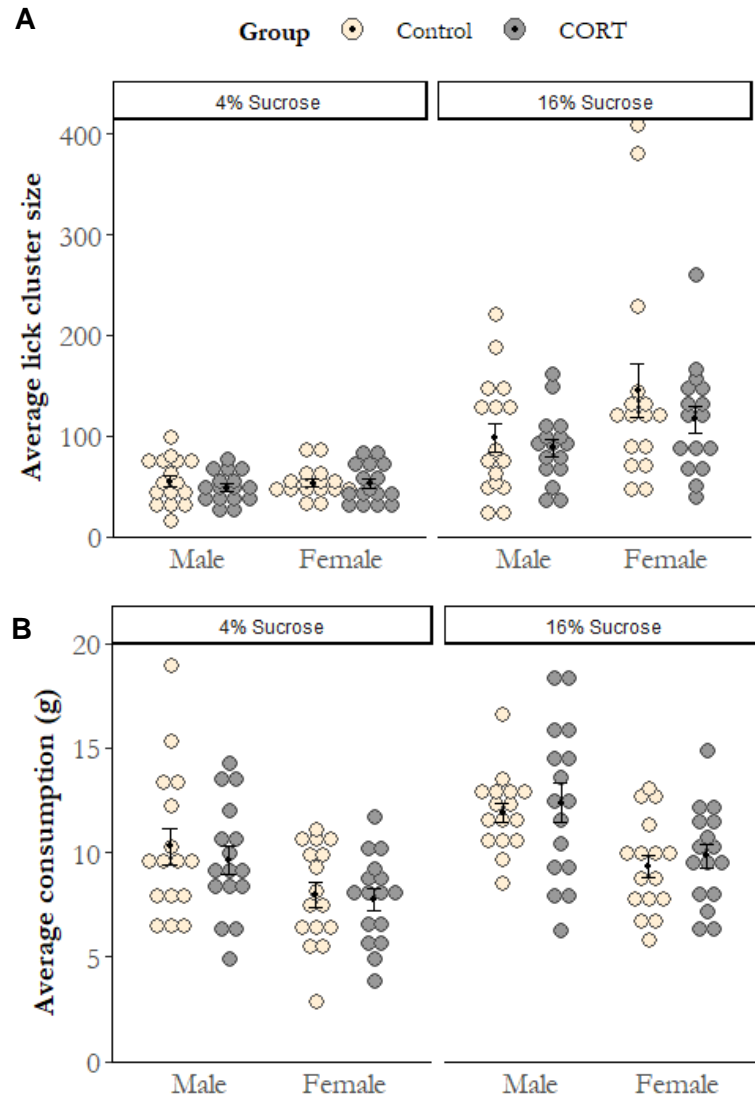 A
Group Control CORT
4% Sucrose 16% Sucrose
Average lick cluster size
400
300
200
100
0
Male Female Male Female
B
4% Sucrose 16% Sucrose
Average consumption (g)
20
15
10
5
0
Male Female Male Female